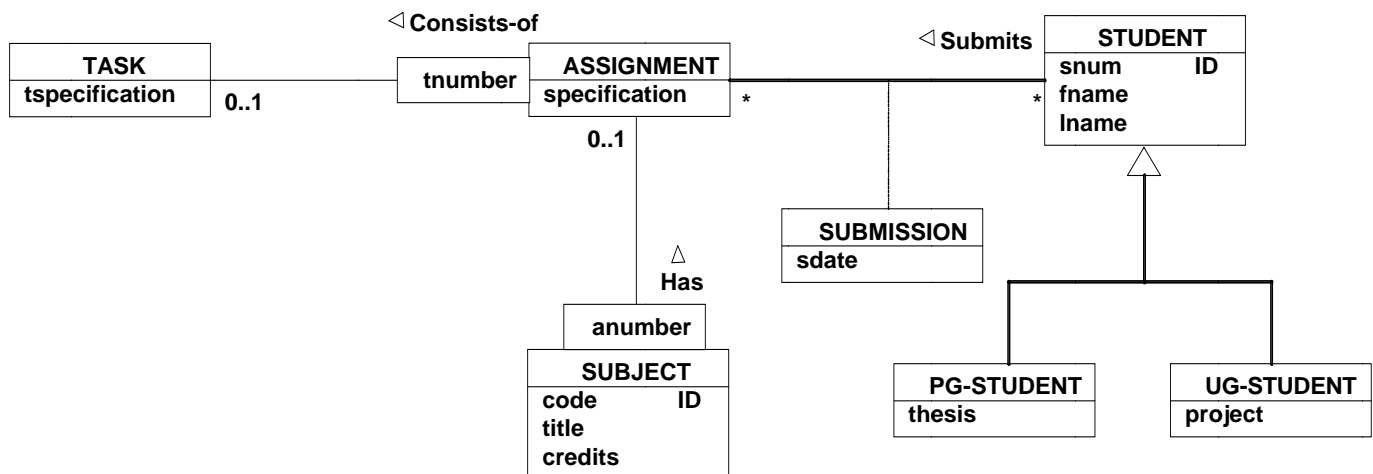 Consists-of
TASK
tspecification
0..1
tnumber
ASSIGNMENT
specification
0..1
*
Submits
*
STUDENT
snum ID
fname
lname
SUBMISSION
sdate
Has
anumber
SUBJECT
code ID
title
credits
PG-STUDENT
thesis
UG-STUDENT
project